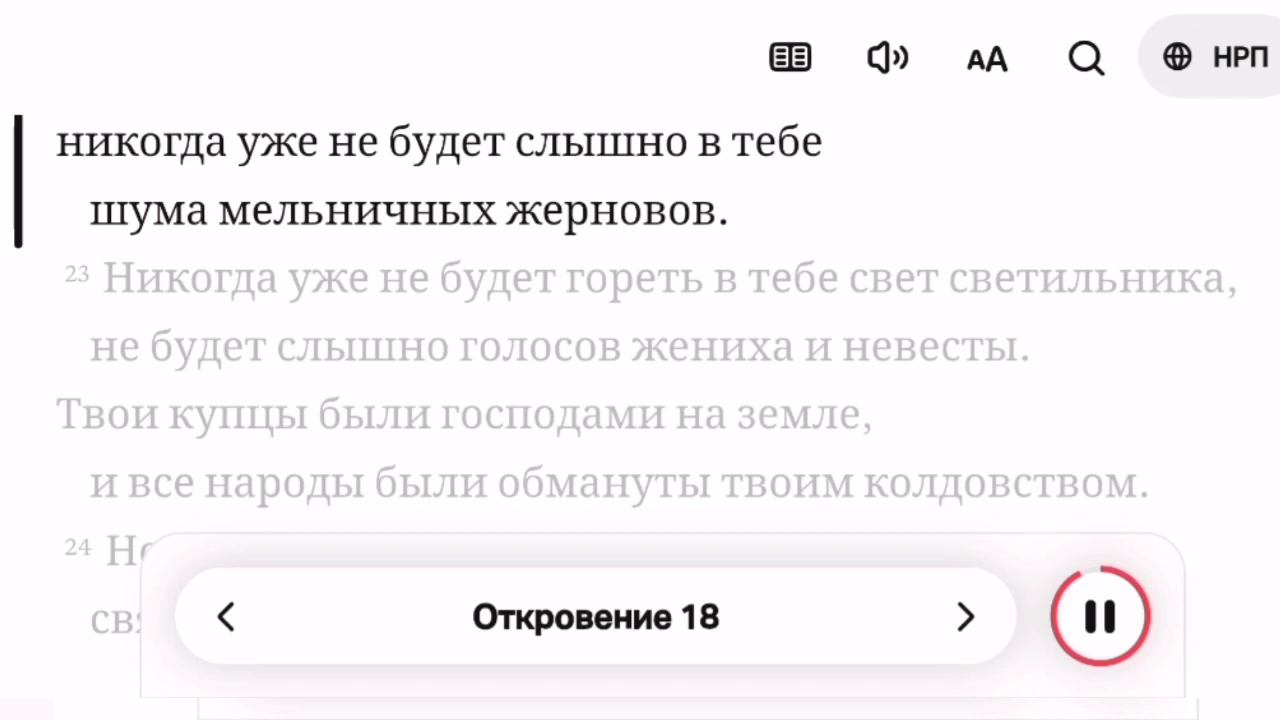 АА
НРП
никогда уже не будет слышно в тебе
шума мельничных жерновов.
23 Никогда уже не будет гореть в тебе свет светильника,
не будет слышно голосов жениха и невесты.
Твои купцы были господами на земле,
и все народы были обмануты твоим колдовством.
24
Откровение 18